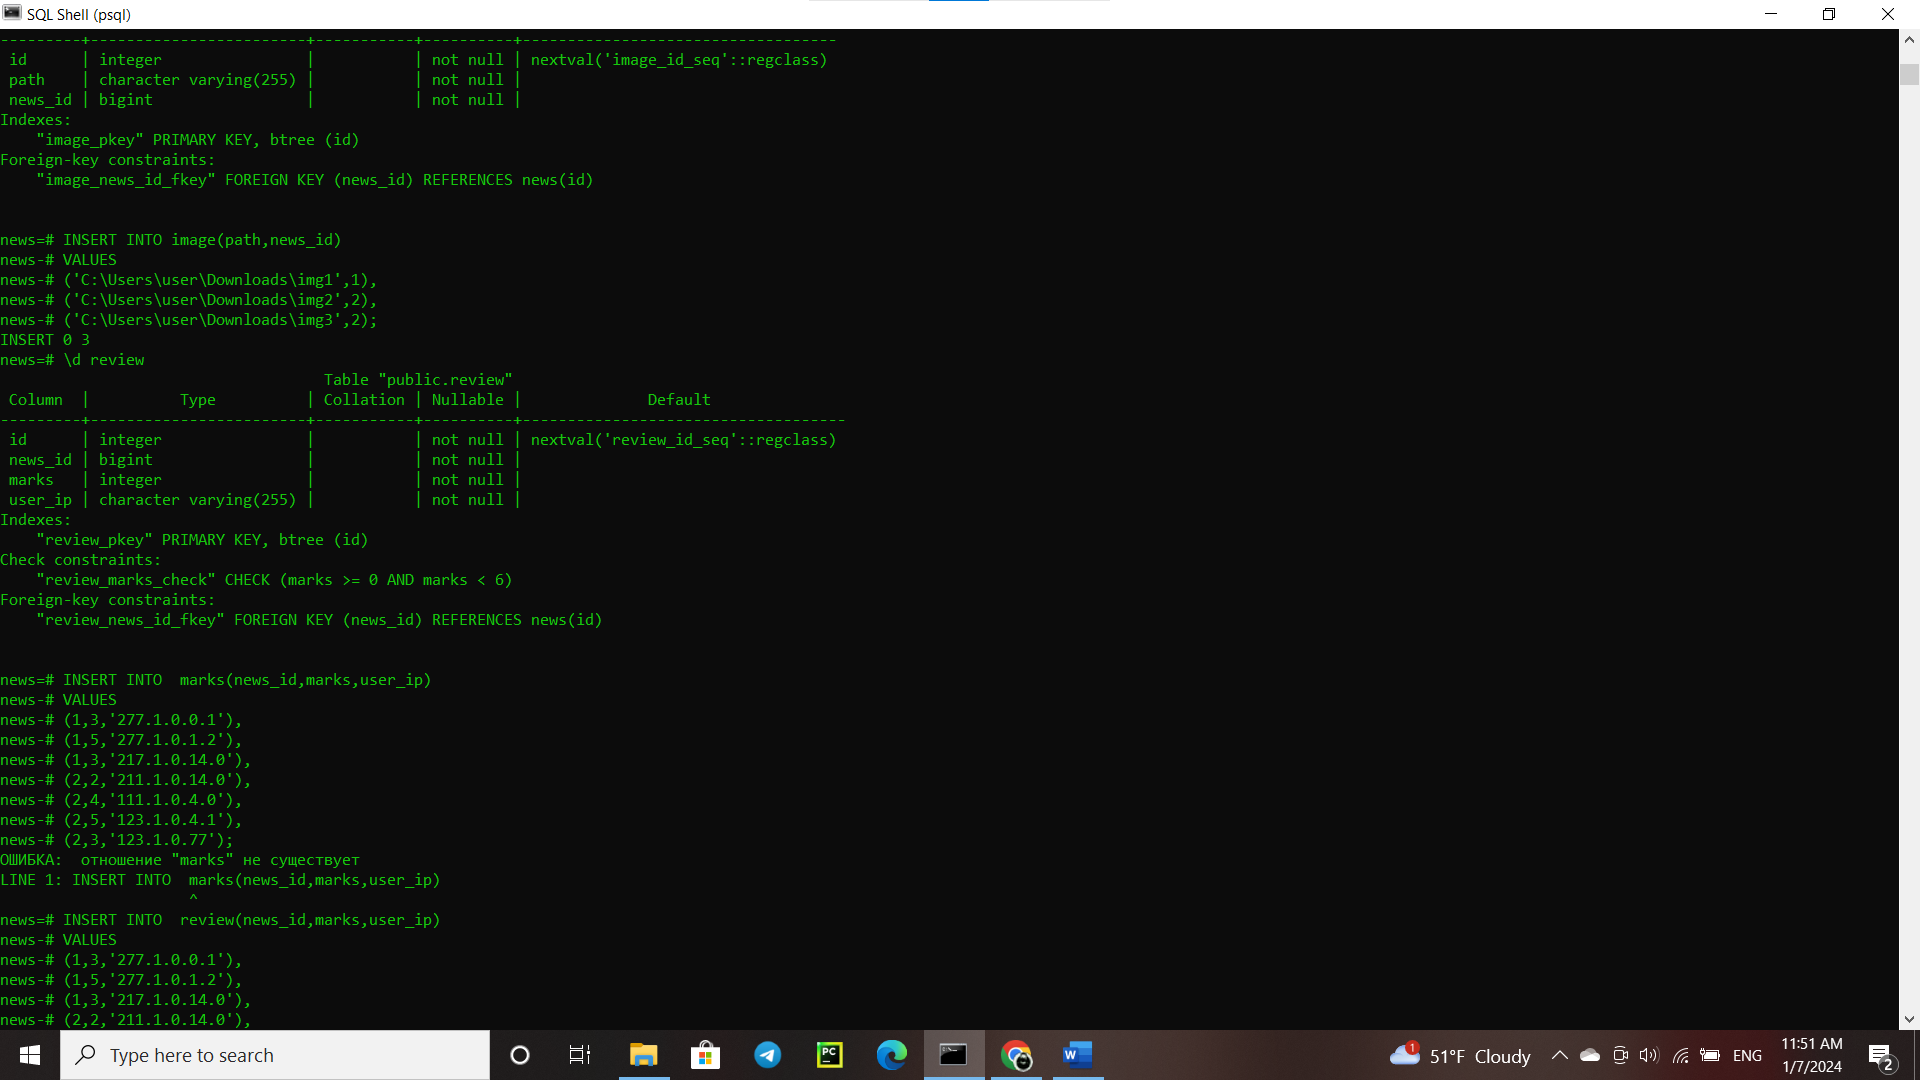 SQL Shell (psql)
---------+------------------------+-----------+----------+-----------------------------------
 id      | integer                |           | not null | nextval('image_id_seq'::regclass)
 path    | character varying(255) |           | not null |
 news_id | bigint                 |           | not null |
Indexes:
    "image_pkey" PRIMARY KEY, btree (id)
Foreign-key constraints:
    "image_news_id_fkey" FOREIGN KEY (news_id) REFERENCES news(id)
news=# INSERT INTO image(path,news_id)
news-# VALUES
news-# ('C:\Users\user\Downloads\img1',1),
news-# ('C:\Users\user\Downloads\img2',2),
news-# ('C:\Users\user\Downloads\img3',2);
INSERT 0 3
news=# \d review
                                    Table "public.review"
 Column  |          Type          | Collation | Nullable |              Default
---------+------------------------+-----------+----------+------------------------------------
 id      | integer                |           | not null | nextval('review_id_seq'::regclass)
 news_id | bigint                 |           | not null |
 marks   | integer                |           | not null |
 user_ip | character varying(255) |           | not null |
Indexes:
    "review_pkey" PRIMARY KEY, btree (id)
Check constraints:
    "review_marks_check" CHECK (marks >= 0 AND marks < 6)
Foreign-key constraints:
    "review_news_id_fkey" FOREIGN KEY (news_id) REFERENCES news(id)
news=# INSERT INTO  marks(news_id,marks,user_ip)
news-# VALUES
news-# (1,3,'277.1.0.0.1'),
news-# (1,5,'277.1.0.1.2'),
news-# (1,3,'217.1.0.14.0'),
news-# (2,2,'211.1.0.14.0'),
news-# (2,4,'111.1.0.4.0'),
news-# (2,5,'123.1.0.4.1'),
news-# (2,3,'123.1.0.77');
ОШИБКА:  отношение "marks" не существует
LINE 1: INSERT INTO  marks(news_id,marks,user_ip)
                     ^
news=# INSERT INTO  review(news_id,marks,user_ip)
news-# VALUES
news-# (1,3,'277.1.0.0.1'),
news-# (1,5,'277.1.0.1.2'),
news-# (1,3,'217.1.0.14.0'),
news-# (2,2,'211.1.0.14.0'),
Type here to search
PC
W
1
51°F Cloudy
ENG
11:51 AM
1/7/2024
2